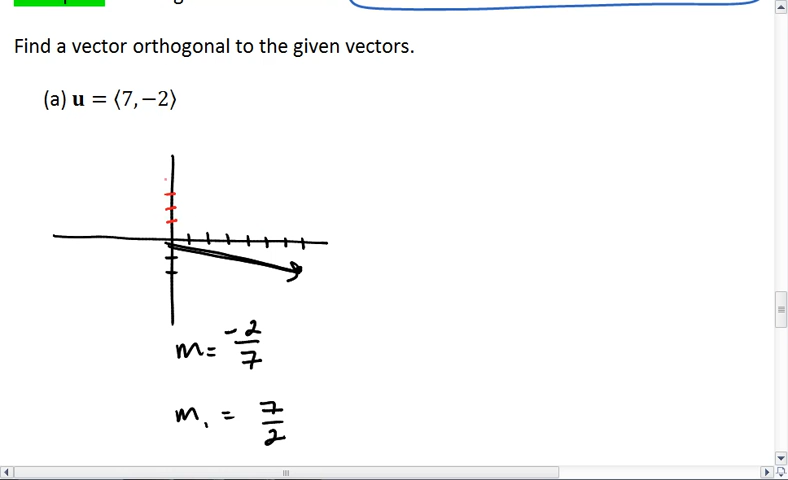 Find a vector orthogonal to the given vectors.
(a) u = ⟨7, −2⟩
m = -2/7
m₁ = 7/2